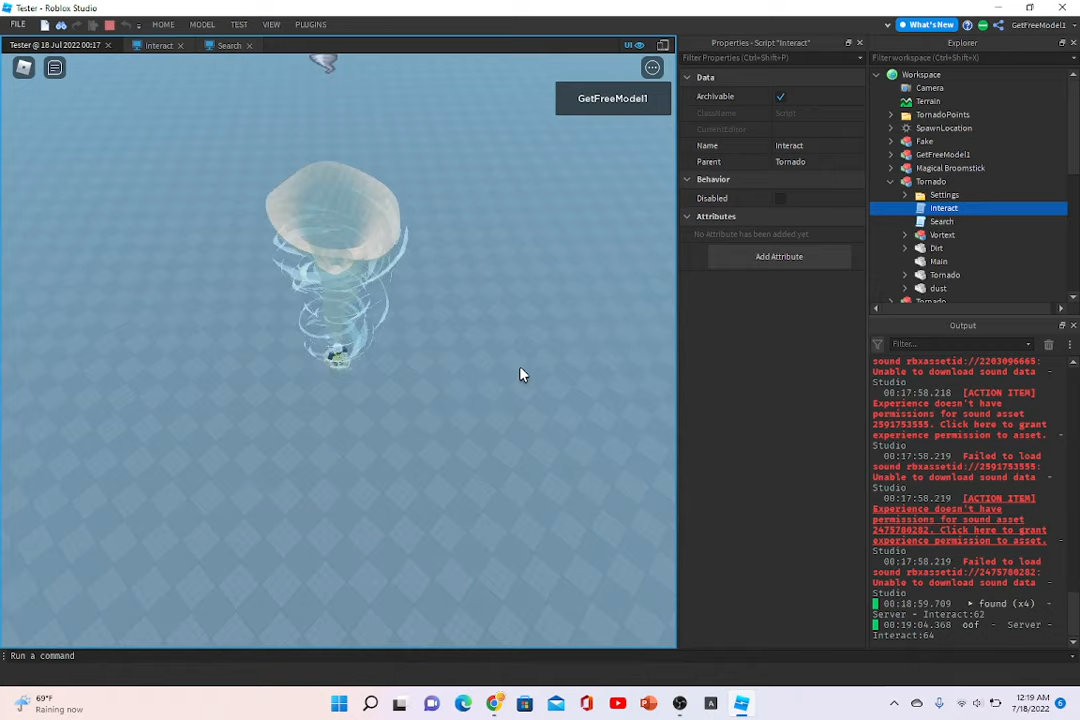 Tester - Roblox Studio
FILE HOME MODEL TEST VIEW PLUGINS What's New GetFreeModel1
Tester @ 18 Jul 2022 00:17 × Interact × Search × UI
GetFreeModel1
Properties - Script "Interact"
Filter Properties (Ctrl+Shift+P)
Data
Archivable
ClassName Script
CurrentEditor
Name Interact
Parent Tornado
Behavior
Disabled
Attributes
No Attribute has been added yet
Add Attribute
Explorer
Filter workspace (Ctrl+Shift+X)
Workspace
Camera
Terrain
TornadoPoints
SpawnLocation
Fake
GetFreeModel1
Magical Broomstick
Tornado
Settings
Interact
Search
Vortext
Dirt
Main
Tornado
dust
Tornado
Output
Filter...
sound rbxassetid://2203096665:
Unable to download sound data -
Studio
00:17:58.218 [ACTION ITEM]
Experience doesn't have
permissions for sound asset
2591753555. Click here to grant
experience permission to asset. -
00:17:58.219 Failed to load
sound rbxassetid://2591753555:
Unable to download sound data -
Studio
00:17:58.219 [ACTION ITEM]
Experience doesn't have
permissions for sound asset
2475780282. Click here to grant
experience permission to asset. -
00:17:58.219 Failed to load
sound rbxassetid://2475780282:
Unable to download sound data -
Studio
00:18:59.709 ▶ found (x4) -
Server - Interact:62
00:19:04.368 oof - Server -
Interact:64
Run a command
69°F
Raining now
12:19 AM
7/18/2022
6